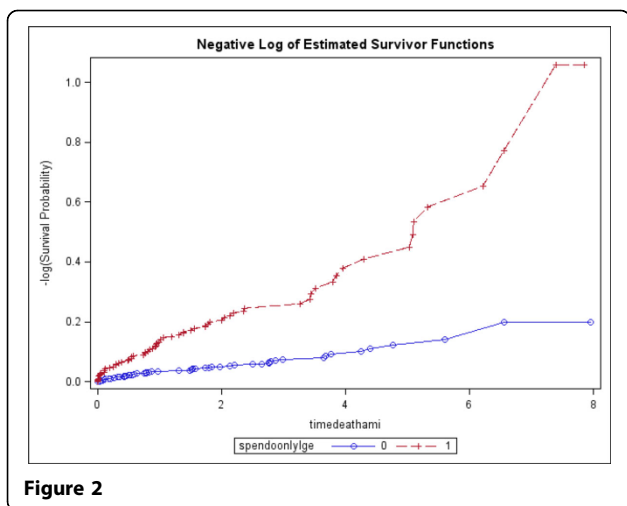 Negative Log of Estimated Survivor Functions
-log(Survival Probability)
1.0
0.8
0.6
0.4
0.2
0.0
0 2 4 6 8
timedeathami
spendoonlylge 0 1
Figure 2